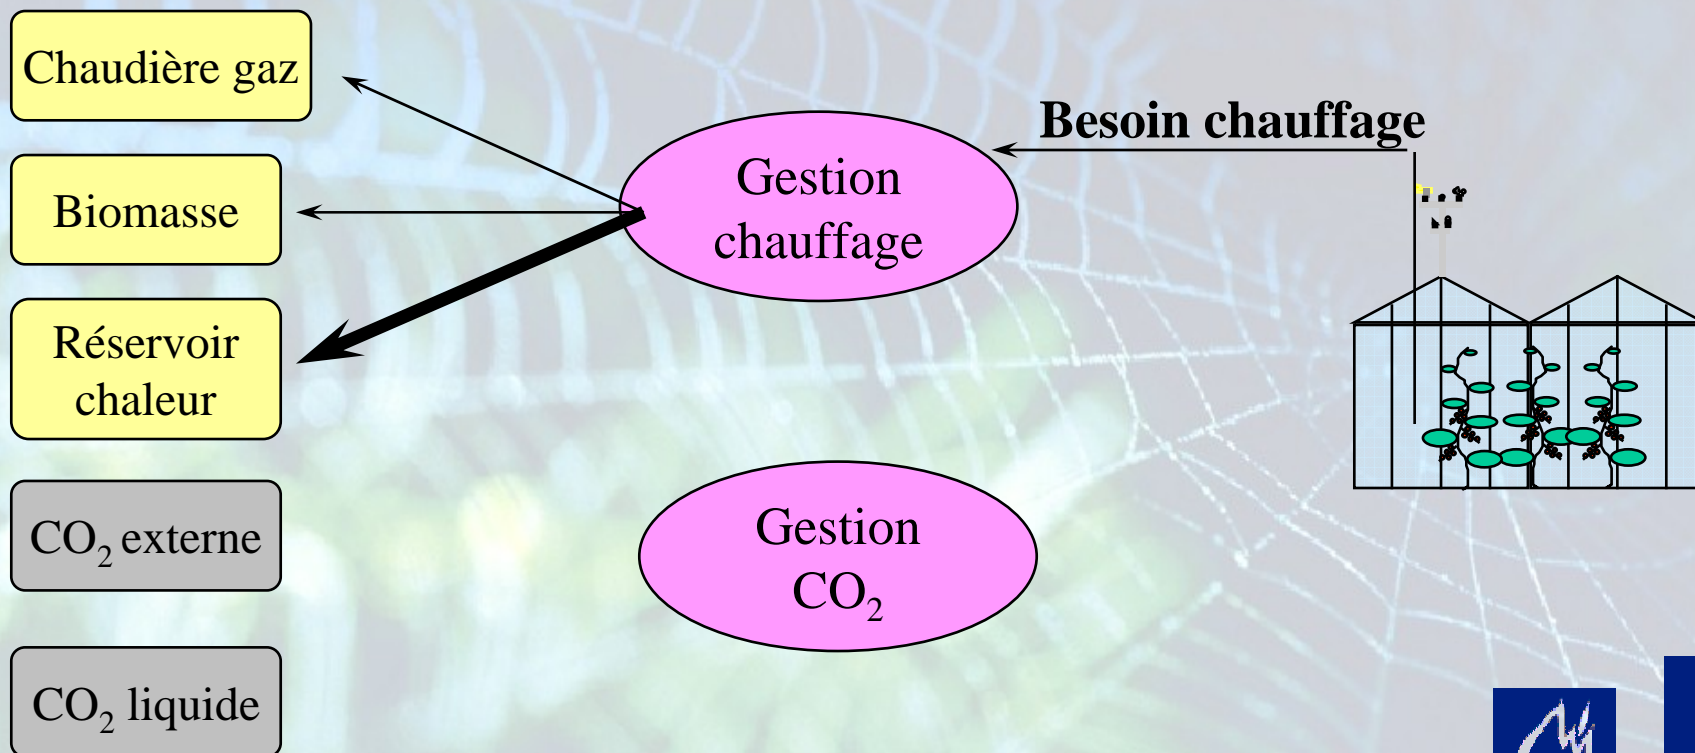 Chaudière gaz
Biomasse
Réservoir
chaleur
CO₂ externe
CO₂ liquide
Gestion
chauffage
Gestion
CO₂
Besoin chauffage